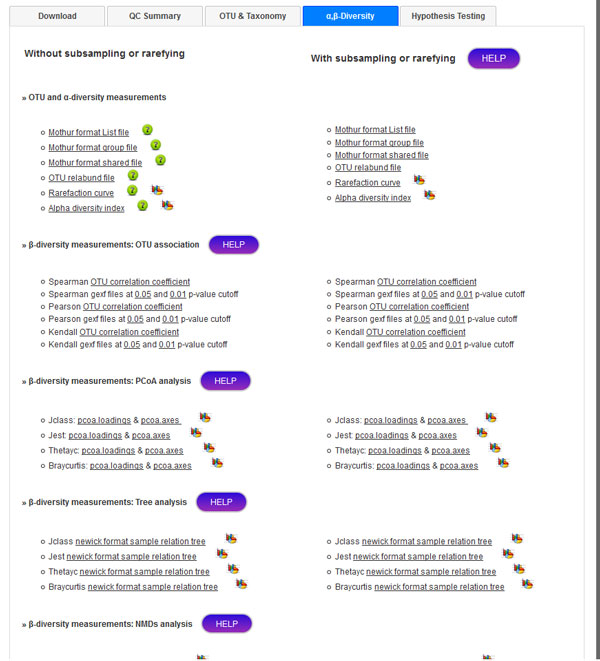 Download QC Summary OTU & Taxonomy α,β-Diversity Hypothesis Testing
Without subsampling or rarefying With subsampling or rarefying HELP
» OTU and α-diversity measurements
Mothur format List file Mothur format List file
Mothur format group file Mothur format group file
Mothur format shared file Mothur format shared file
OTU relabund file OTU relabund file
Rarefaction curve Rarefaction curve
Alpha diversity index Alpha diversity index
» β-diversity measurements: OTU association HELP
Spearman OTU correlation coefficient Spearman OTU correlation coefficient
Spearman gexf files at 0.05 and 0.01 p-value cutoff Spearman gexf files at 0.05 and 0.01 p-value cutoff
Pearson OTU correlation coefficient Pearson OTU correlation coefficient
Pearson gexf files at 0.05 and 0.01 p-value cutoff Pearson gexf files at 0.05 and 0.01 p-value cutoff
Kendall OTU correlation coefficient Kendall OTU correlation coefficient
Kendall gexf files at 0.05 and 0.01 p-value cutoff Kendall gexf files at 0.05 and 0.01 p-value cutoff
» β-diversity measurements: PCoA analysis HELP
Jclass: pcoa.loadings & pcoa.axes Jclass: pcoa.loadings & pcoa.axes
Jest: pcoa.loadings & pcoa.axes Jest: pcoa.loadings & pcoa.axes
Thetayc: pcoa.loadings & pcoa.axes Thetayc: pcoa.loadings & pcoa.axes
Braycurtis: pcoa.loadings & pcoa.axes Braycurtis: pcoa.loadings & pcoa.axes
» β-diversity measurements: Tree analysis HELP
Jclass newick format sample relation tree Jclass newick format sample relation tree
Jest newick format sample relation tree Jest newick format sample relation tree
Thetayc newick format sample relation tree Thetayc newick format sample relation tree
Braycurtis newick format sample relation tree Braycurtis newick format sample relation tree
» β-diversity measurements: NMDs analysis HELP